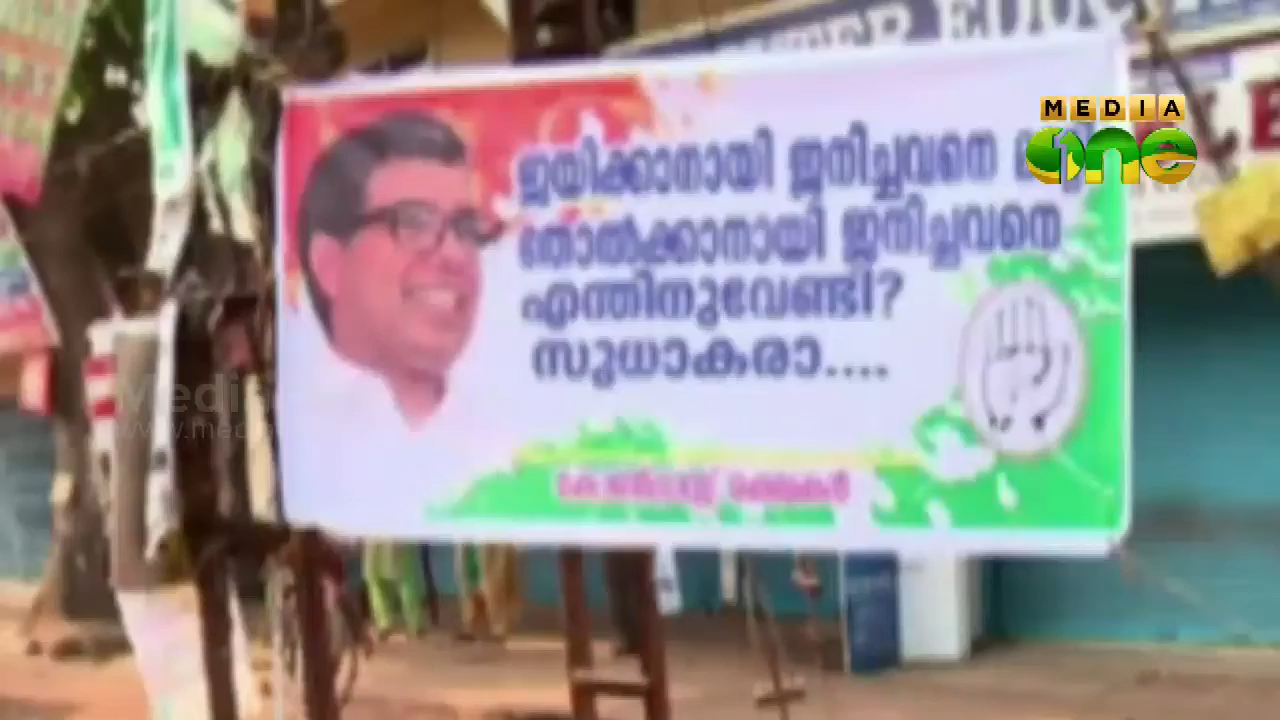 MEDIA
one
ജയിക്കാനായി ജനിച്ചവനെ
തോൽക്കാനായി ജനിച്ചവനെ
എന്തിനുവേണ്ടി?
സുധാകരാ....